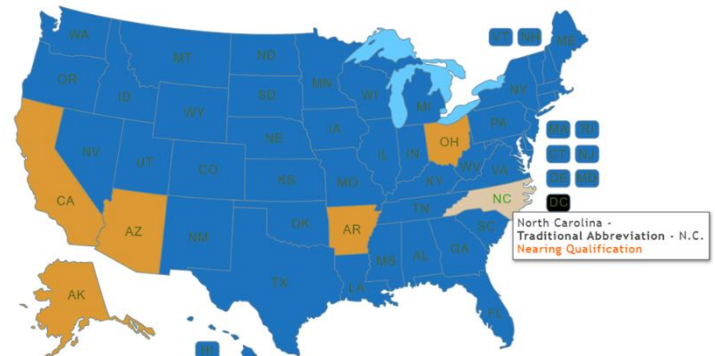 WA
MT
ND
MN
VT NH
ME
OR
ID
SD
WI
MI
NY
WY
IA
PA
OH
MA RI
NV
UT
NE
IL
IN
CT NJ
CO
WV
VA
DE MD
CA
KS
MO
KY
NC
DC
AZ
NM
OK
AR
TN
North Carolina -
Traditional Abbreviation - N.C.
Nearing Qualification
SC
MS
AL
GA
TX
LA
AK
FL
HI